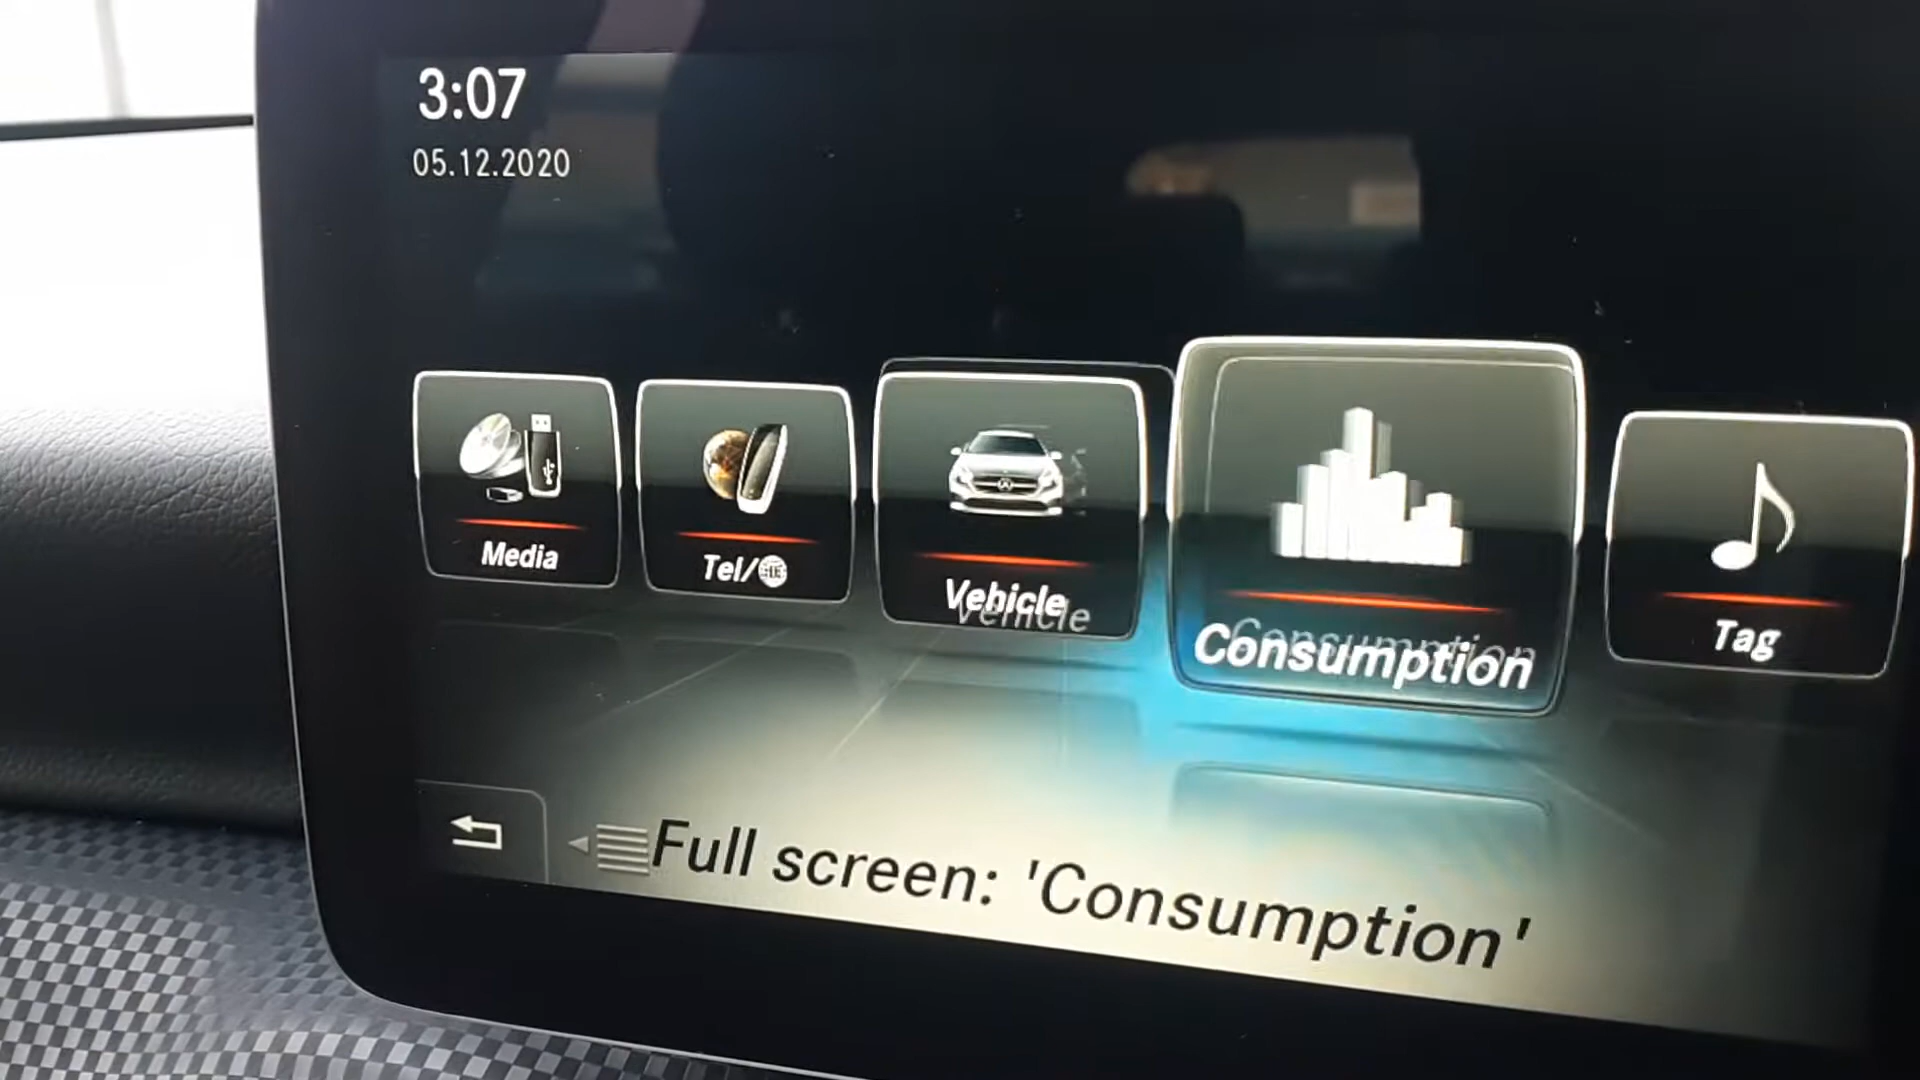 3:07
05.12.2020
Media
Tel/
Vehicle
Consumption
Tag
Full screen: 'Consumption'